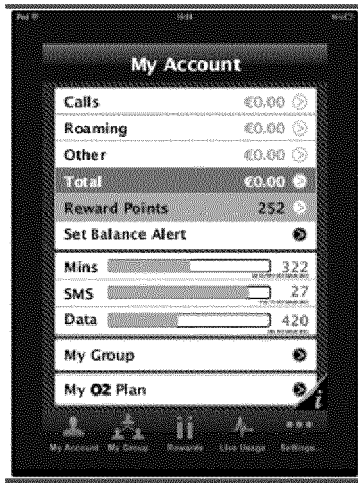 iPad
My Account
Calls €0.00
Roaming €0.00
Other €0.00
Total €0.00
Reward Points 252
Set Balance Alert
Mins 322
SMS 27
Data 420
My Group
My O2 Plan
i
My Account My Group Rewards Live Usage Settings